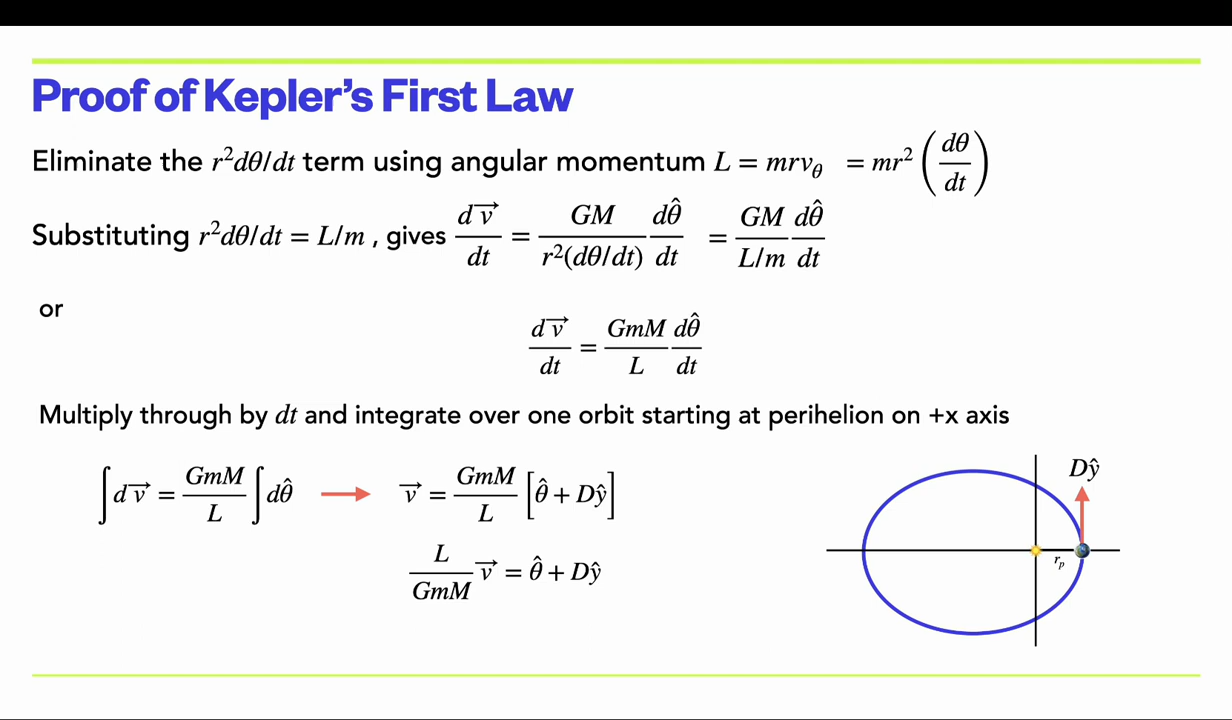 Proof of Kepler's First Law
Eliminate the r²dθ/dt term using angular momentum L = mrv_θ = mr² (dθ/dt)
Substituting r²dθ/dt = L/m , gives dv⃗/dt = GM/(r²(dθ/dt)) dθ̂/dt = GM/(L/m) dθ̂/dt
or
dv⃗/dt = GmM/L dθ̂/dt
Multiply through by dt and integrate over one orbit starting at perihelion on +x axis
∫dv⃗ = GmM/L ∫dθ̂ → v⃗ = GmM/L [θ̂ + Dŷ]
L/GmM v⃗ = θ̂ + Dŷ
Dŷ
r_p